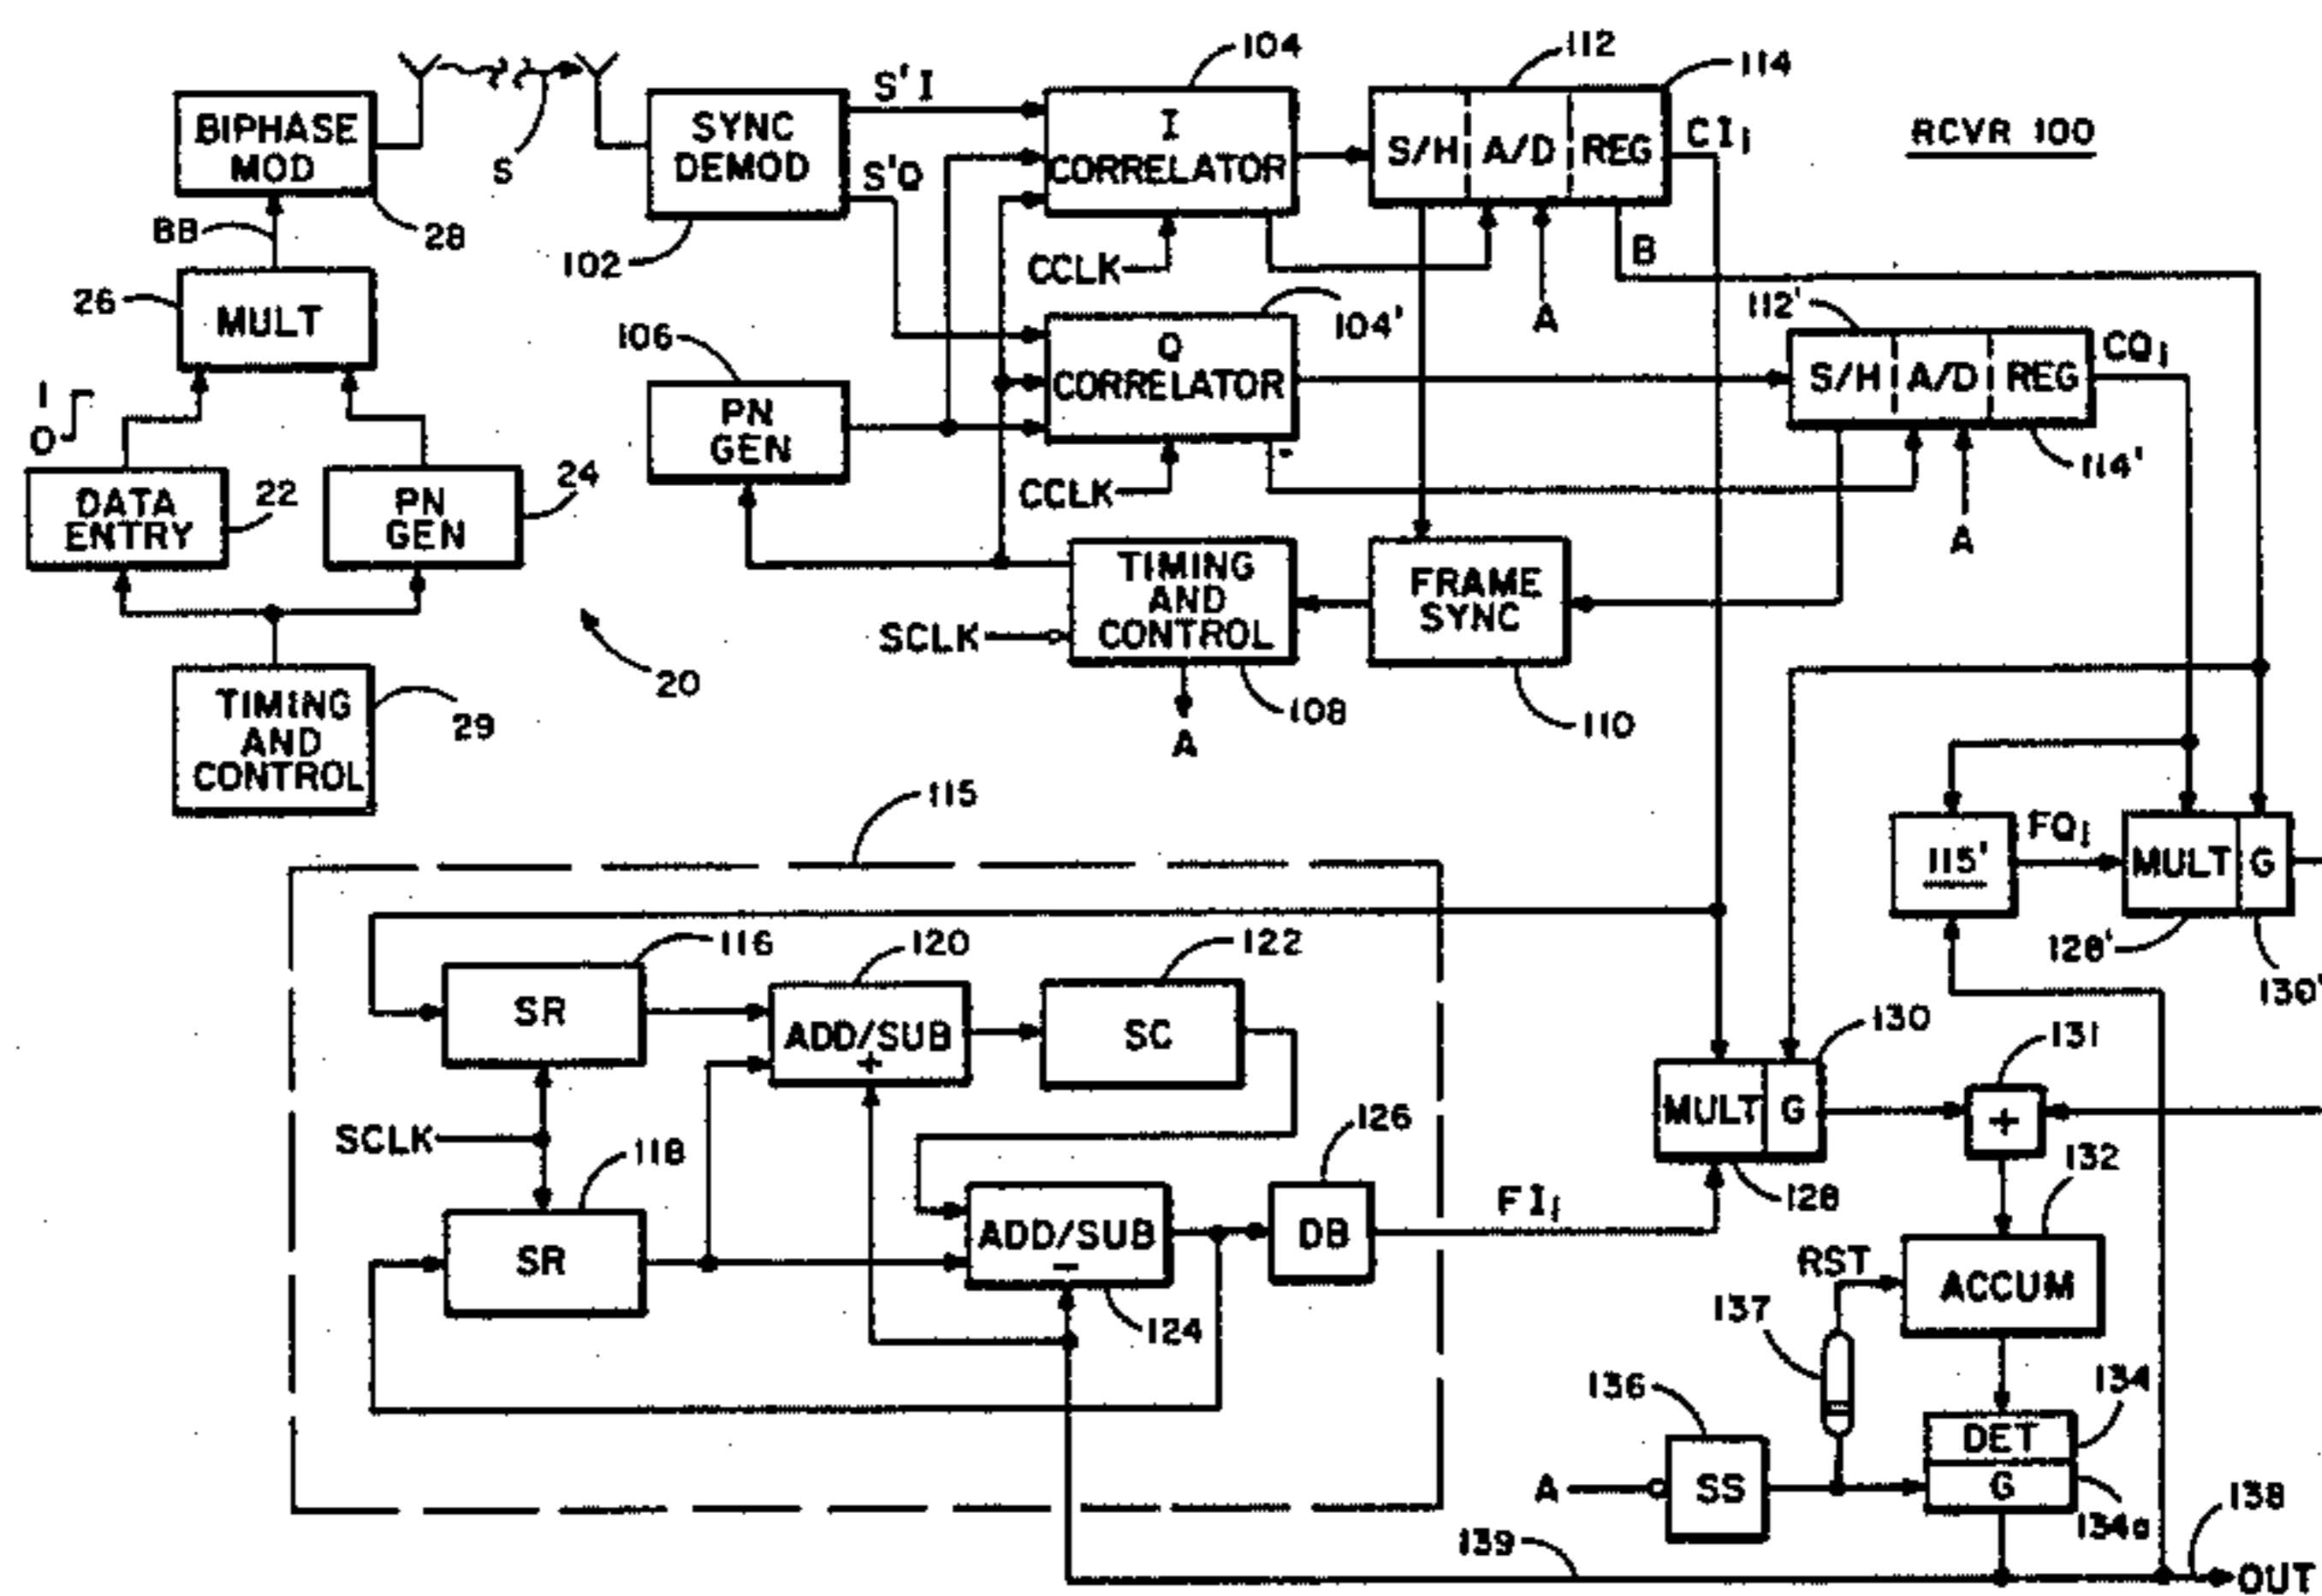 104
112
114
BIPHASE
MOD
S
SYNC
DEMOD
S'I
S'Q
I
CORRELATOR
S/H
A/D
REG
CI
RCVR 100
BB
28
102
CCLK
A
B
26
MULT
106
104'
112'
Q
CORRELATOR
S/H
A/D
REG
CQ
I
O
PN
GEN
DATA
ENTRY
22
PN
GEN
24
CCLK
114'
A
TIMING
AND
CONTROL
FRAME
SYNC
SCLK
20
108
110
A
TIMING
AND
CONTROL
29
115
115'
FQ
MULT
G
128'
130'
116
120
122
SR
ADD/SUB
+
SC
130
131
MULT
G
+
SCLK
118
126
128
132
SR
ADD/SUB
-
DB
FI
RST
ACCUM
124
137
136
134
DET
G
A
SS
134a
138
139
OUT